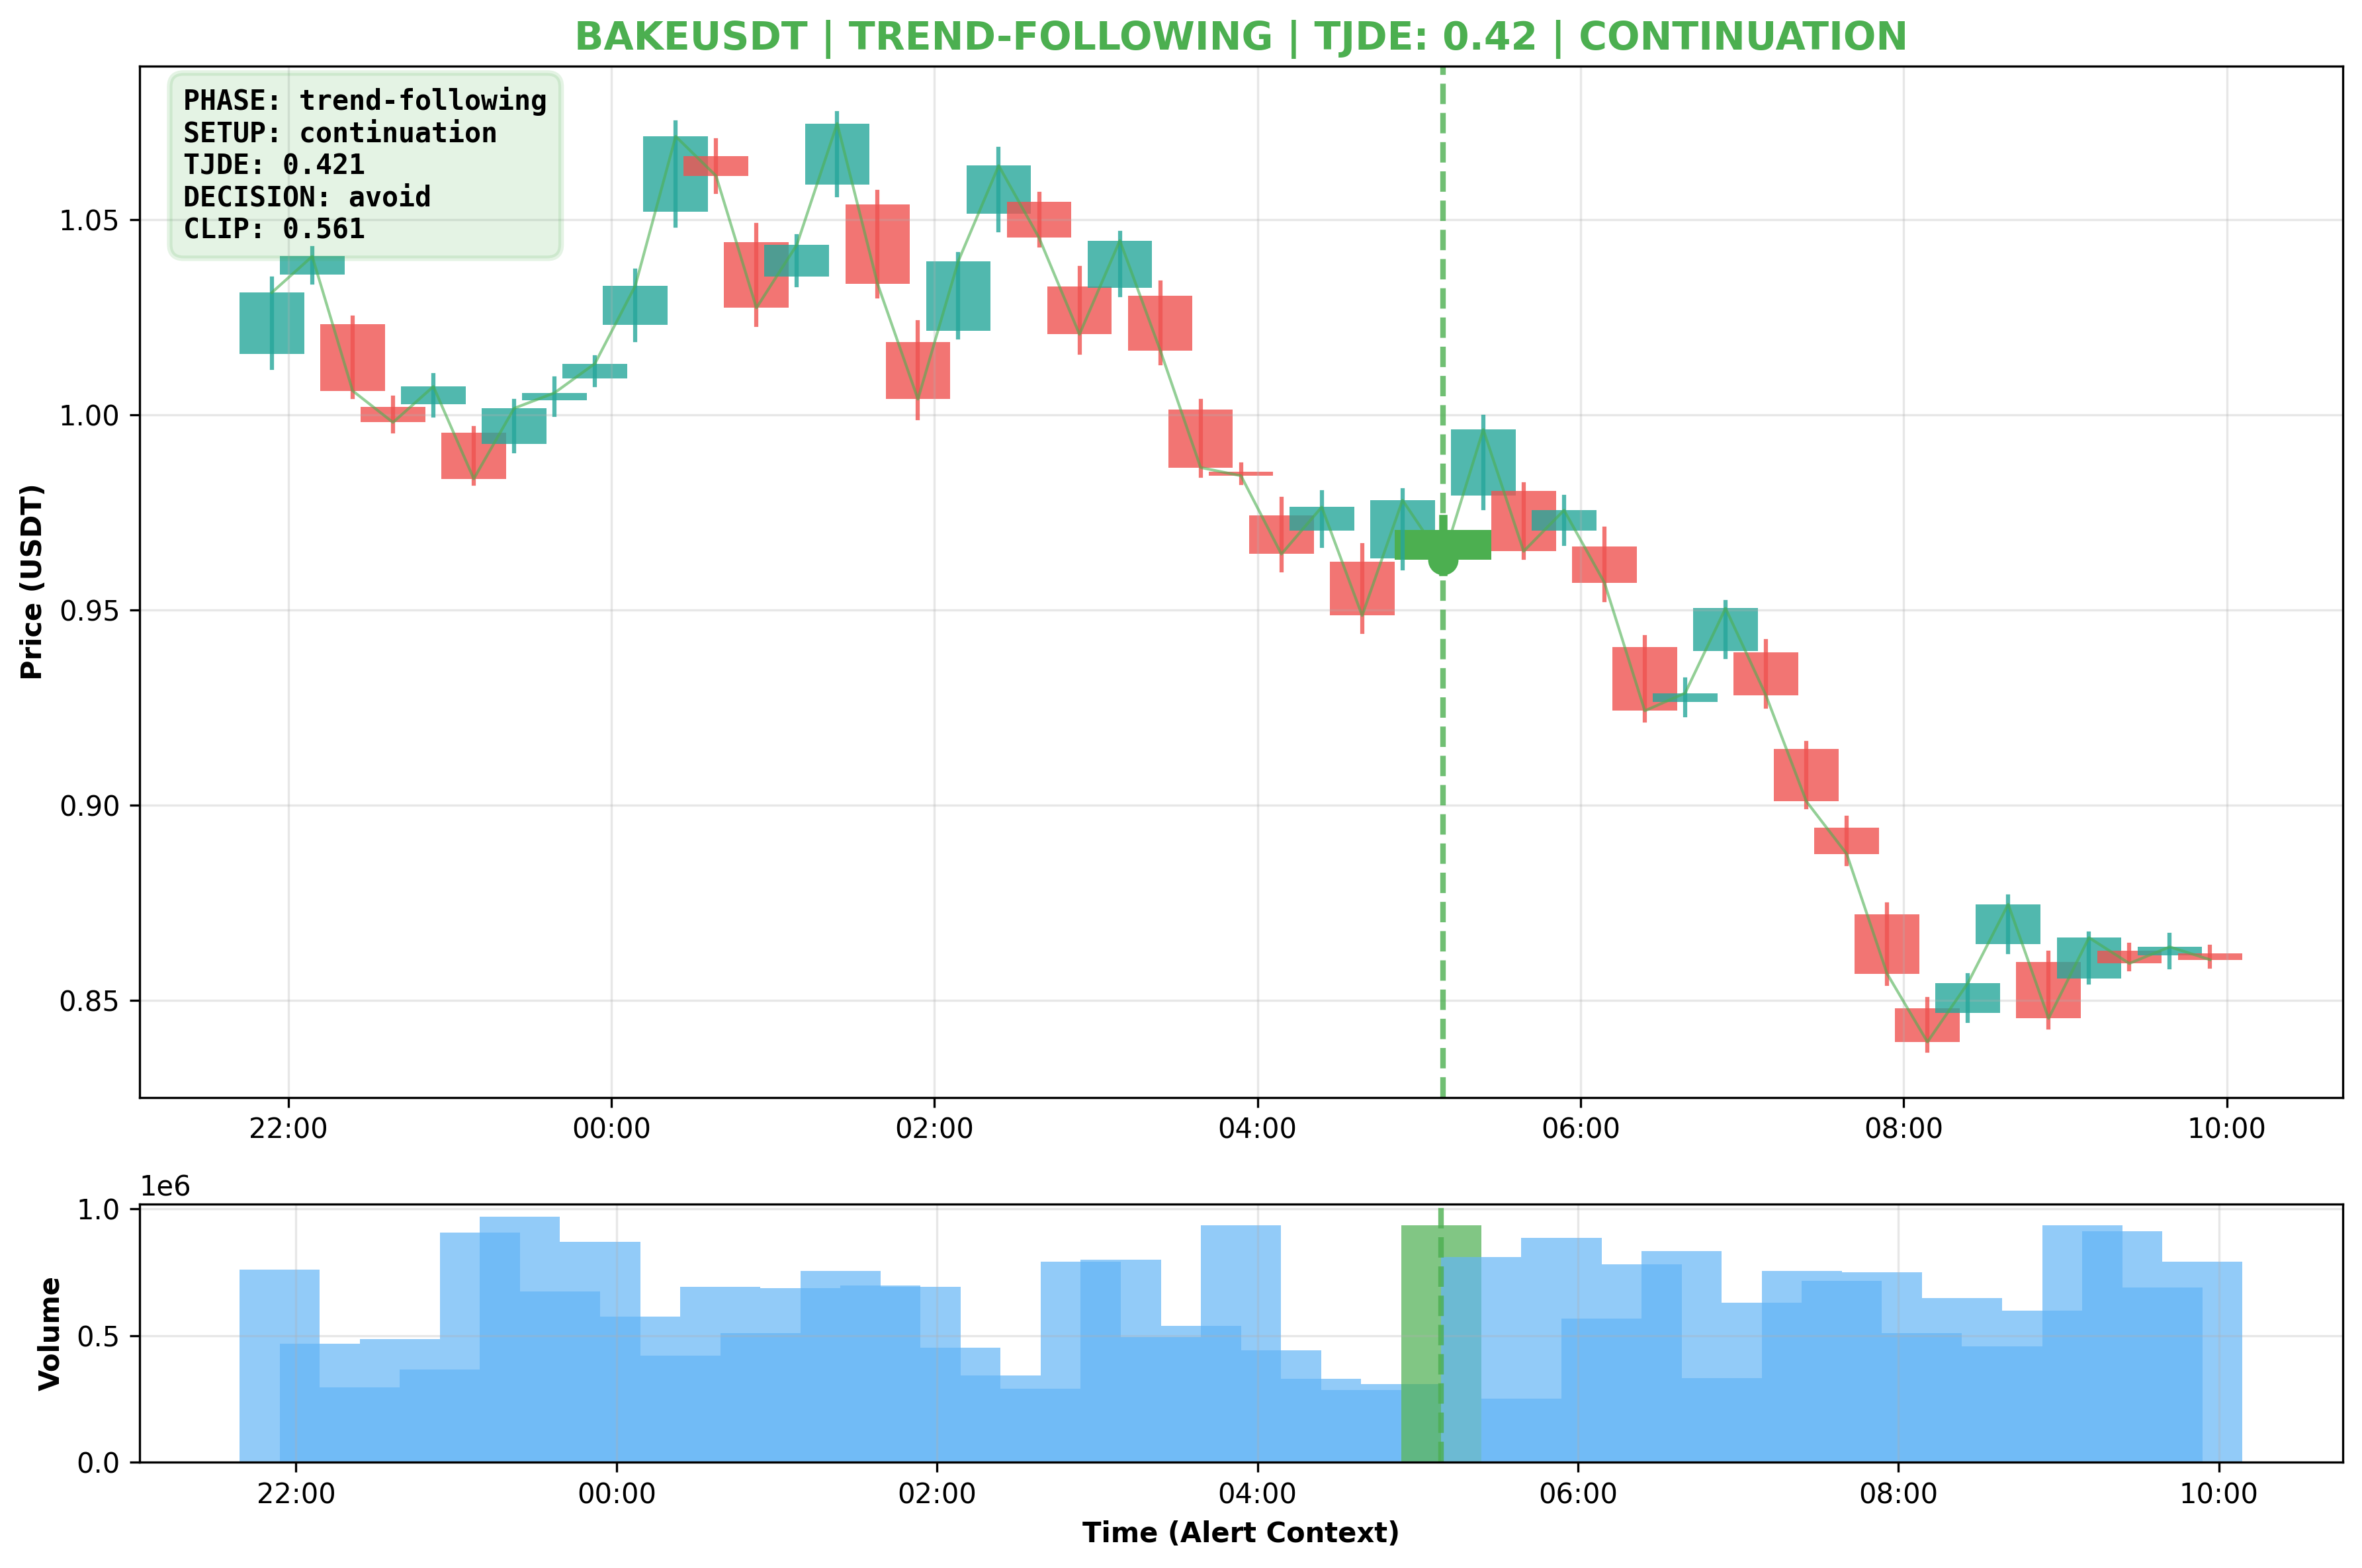 BAKEUSDT | TREND-FOLLOWING | TJDE: 0.42 | CONTINUATION
PHASE: trend-following
SETUP: continuation
TJDE: 0.421
DECISION: avoid
CLIP: 0.561
Price (USDT)
1.05
1.00
0.95
0.90
0.85
22:00 00:00 02:00 04:00 06:00 08:00 10:00
1e6
Volume
1.0
0.5
0.0
22:00 00:00 02:00 04:00 06:00 08:00 10:00
Time (Alert Context)